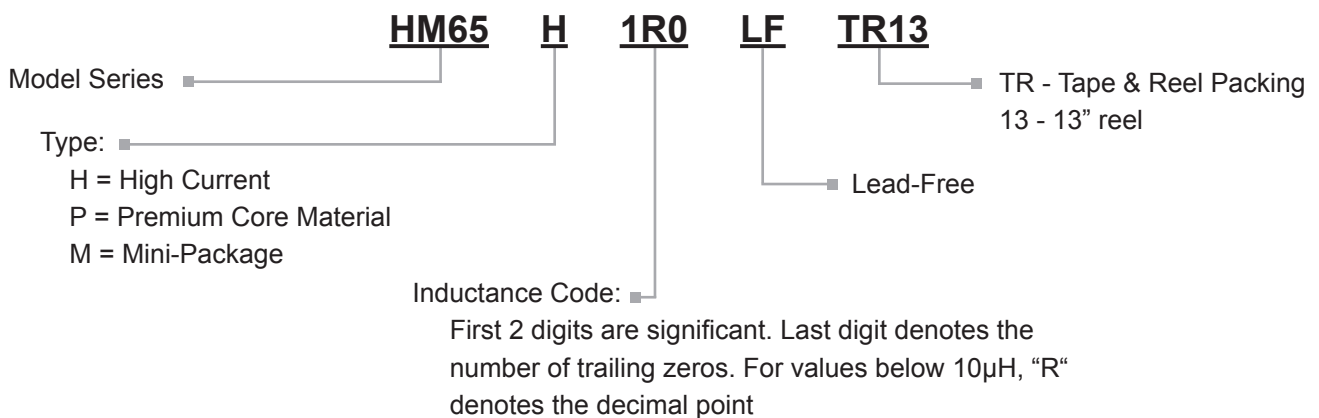 HM65 H 1R0 LF TR13
Model Series
TR - Tape & Reel Packing
13 - 13” reel
Type:
H = High Current
P = Premium Core Material
M = Mini-Package
Lead-Free
Inductance Code:
First 2 digits are significant. Last digit denotes the
number of trailing zeros. For values below 10µH, “R“
denotes the decimal point